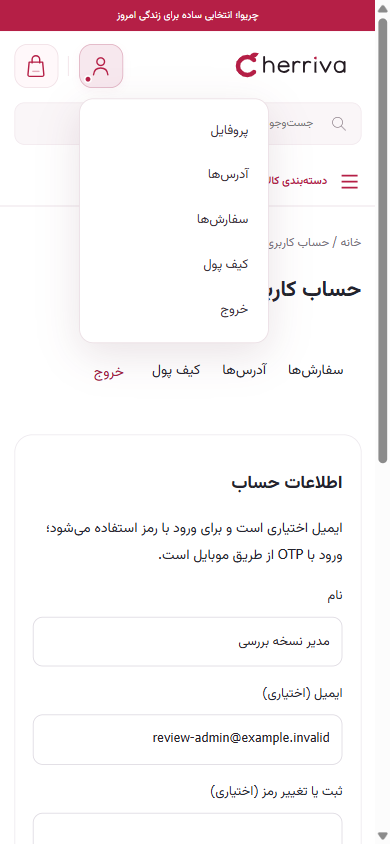 چریوا؛ انتخابی ساده برای زندگی امروز
Cherriva
جست‌وجو
پروفایل
آدرس‌ها
سفارش‌ها
کیف پول
خروج
دسته‌بندی
خانه / حساب کاربری
حساب
سفارش‌ها
آدرس‌ها
کیف پول
خروج
اطلاعات حساب
ایمیل اختیاری است و برای ورود با رمز استفاده می‌شود؛
ورود با OTP از طریق موبایل است.
نام
مدیر نسخه بررسی
ایمیل (اختیاری)
review-admin@example.invalid
ثبت یا تغییر رمز (اختیاری)